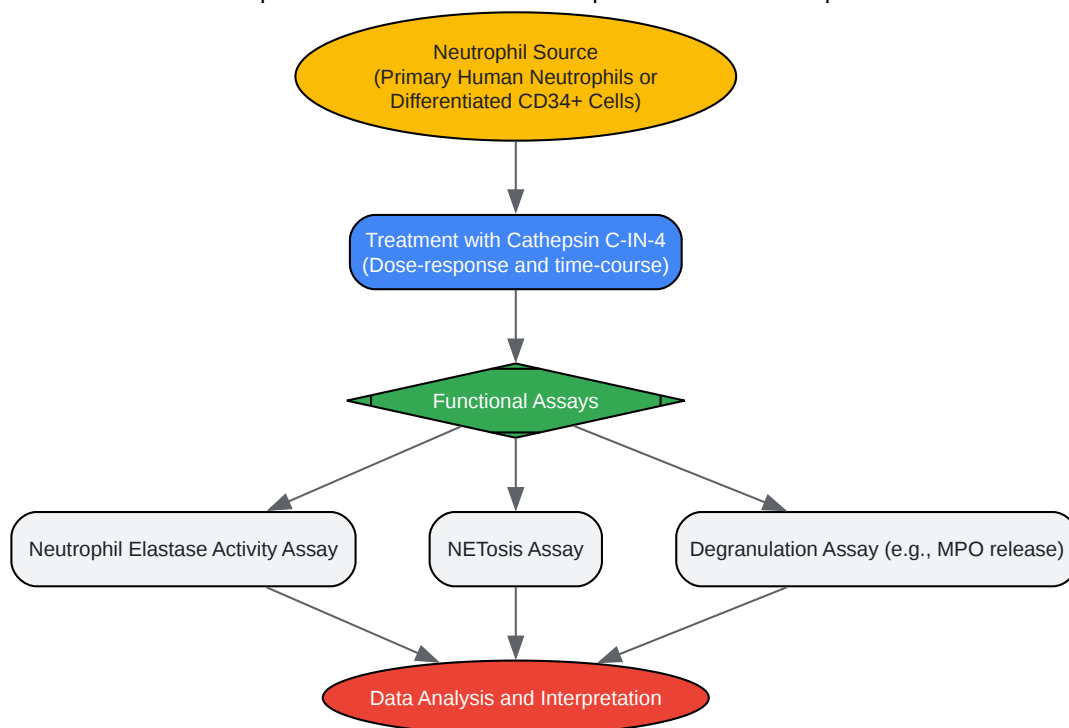 Neutrophil Source
(Primary Human Neutrophils or
Differentiated CD34+ Cells)
Treatment with Cathepsin C-IN-4
(Dose-response and time-course)
Functional Assays
Neutrophil Elastase Activity Assay
NETosis Assay
Degranulation Assay (e.g., MPO release)
Data Analysis and Interpretation